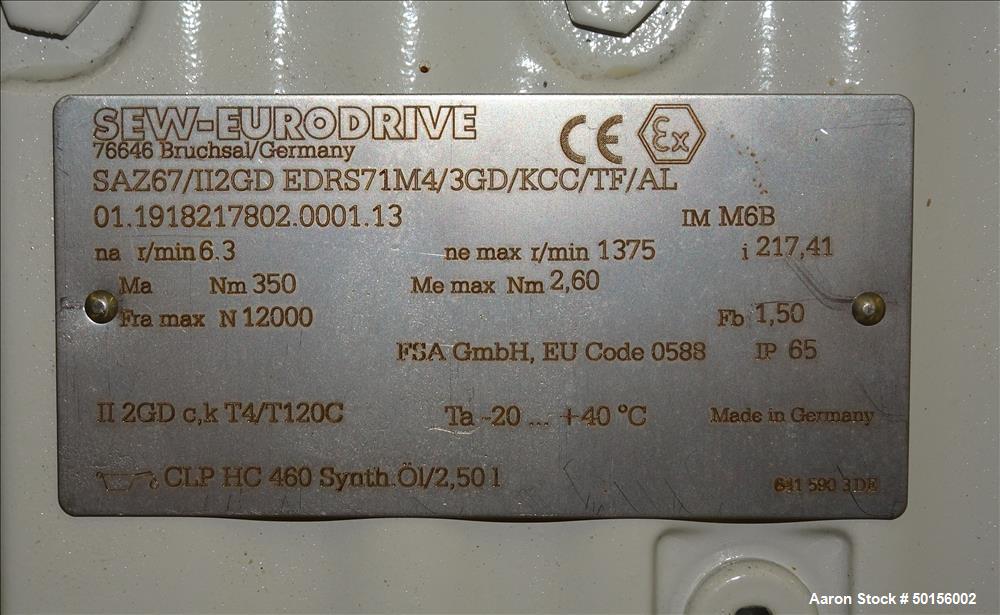 SEW-EURODRIVE
76646 Bruchsal/Germany
CE Ex
SAZ67/II2GD EDRS71M4/3GD/KCC/TF/AL
01.1918217802.0001.13 IM M6B
na r/min 6.3 ne max r/min 1375 i 217,41
Ma Nm 350 Me max Nm 2,60
Fra max N 12000 Fb 1,50
FSA GmbH, EU Code 0588 IP 65
II 2GD c,k T4/T120C Ta -20 ... +40 °C Made in Germany
CLP HC 460 Synth.Öl/2,50 l 641 590 3 DE
Aaron Stock # 50156002